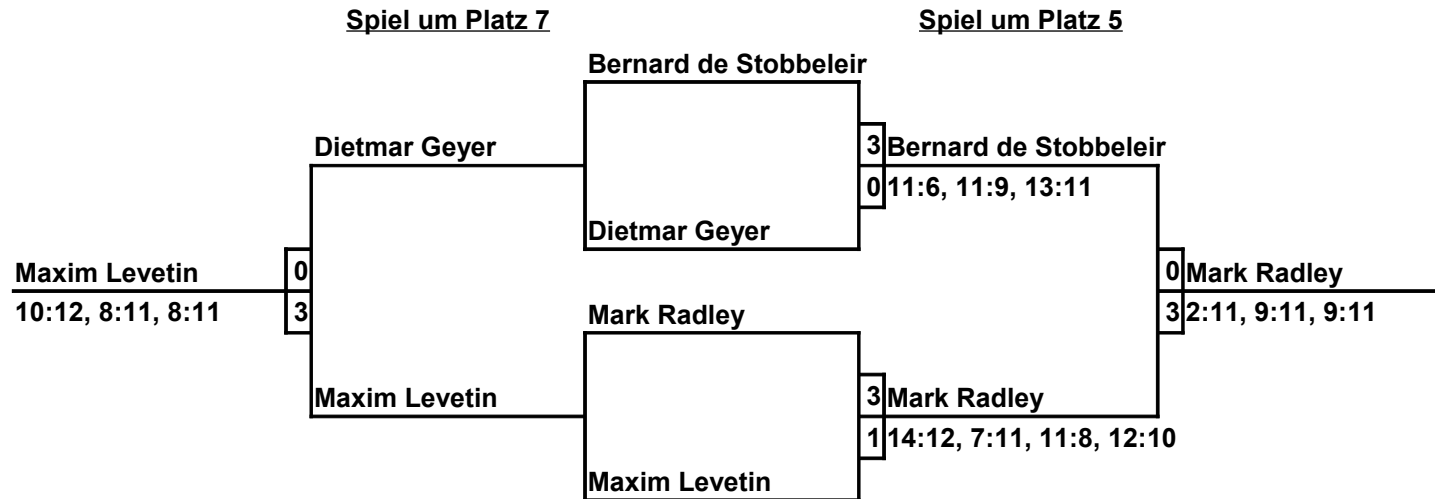 Spiel um Platz 7
Spiel um Platz 5
Bernard de Stobbeleir
Dietmar Geyer
3 Bernard de Stobbeleir
0 11:6, 11:9, 13:11
Dietmar Geyer
Maxim Levetin 0
0 Mark Radley
10:12, 8:11, 8:11 3
3 2:11, 9:11, 9:11
Mark Radley
Maxim Levetin
3 Mark Radley
1 14:12, 7:11, 11:8, 12:10
Maxim Levetin